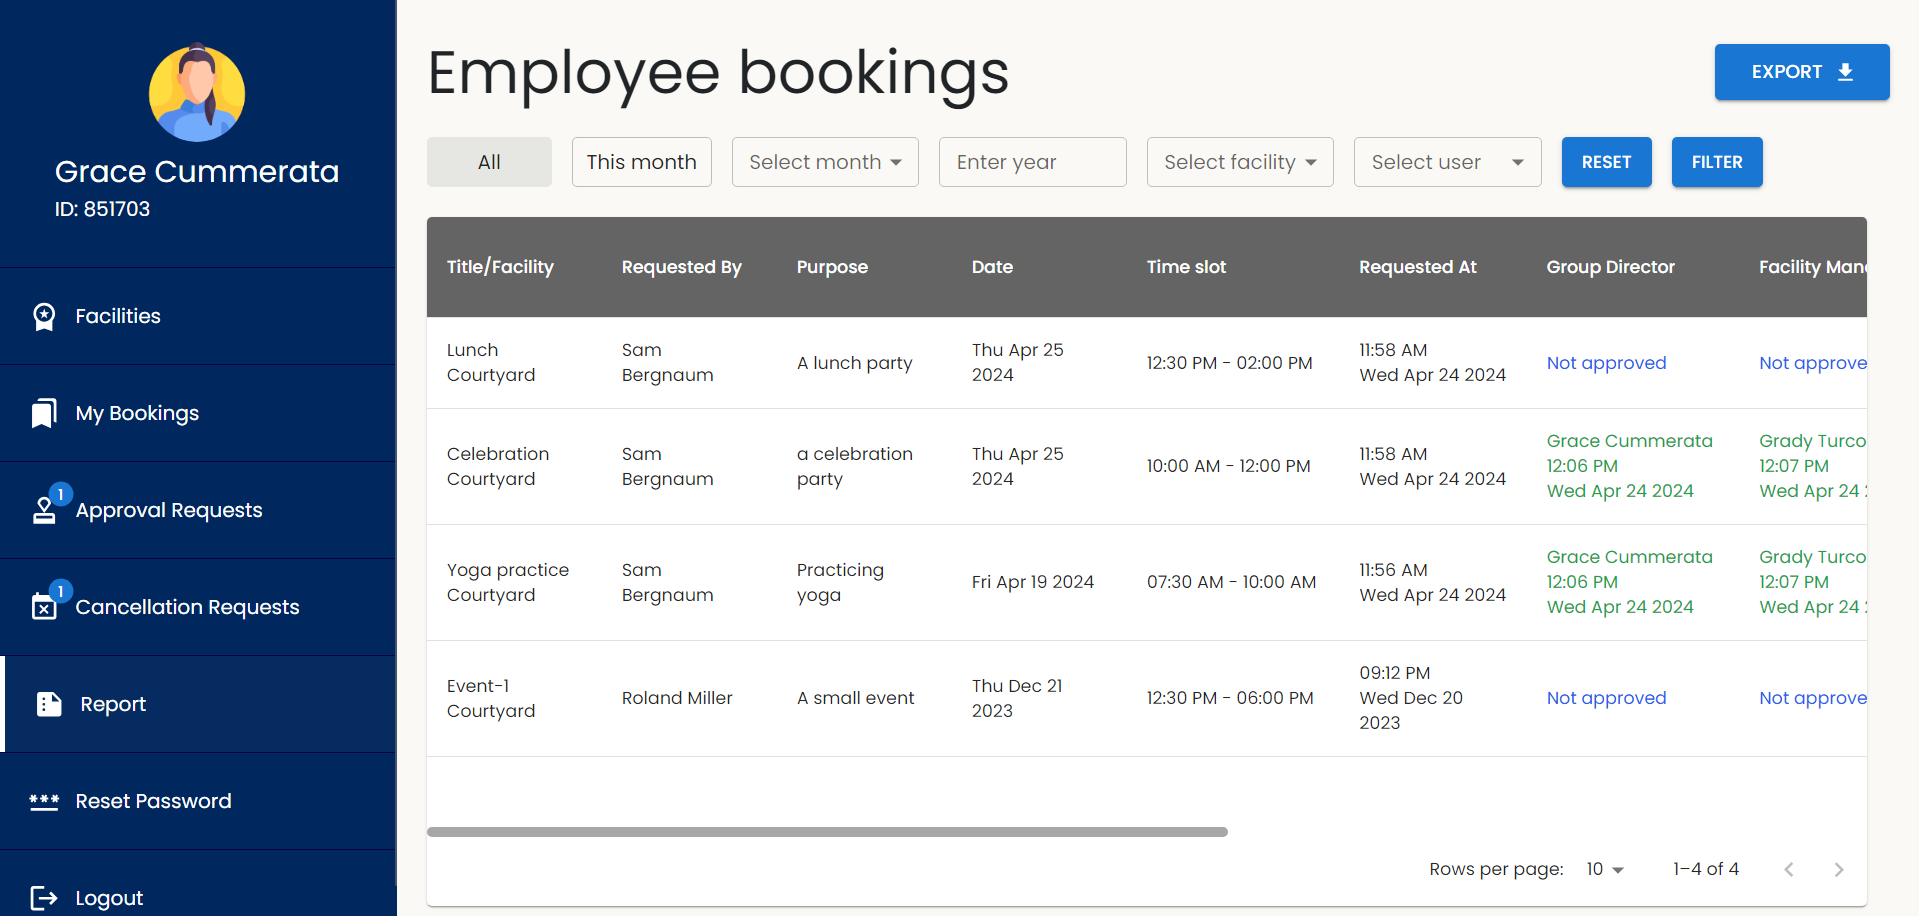 Grace Cummerata
ID: 851703
Facilities
My Bookings
1
Approval Requests
1
Cancellation Requests
Report
Reset Password
Logout
Employee bookings
EXPORT
All
This month
Select month
Enter year
Select facility
Select user
RESET
FILTER
Title/Facility
Requested By
Purpose
Date
Time slot
Requested At
Group Director
Facility Man
Lunch
Courtyard
Sam
Bergnaum
A lunch party
Thu Apr 25
2024
12:30 PM - 02:00 PM
11:58 AM
Wed Apr 24 2024
Not approved
Not approve
Celebration
Courtyard
Sam
Bergnaum
a celebration
party
Thu Apr 25
2024
10:00 AM - 12:00 PM
11:58 AM
Wed Apr 24 2024
Grace Cummerata
12:06 PM
Wed Apr 24 2024
Grady Turco
12:07 PM
Wed Apr 24 2
Yoga practice
Courtyard
Sam
Bergnaum
Practicing
yoga
Fri Apr 19 2024
07:30 AM - 10:00 AM
11:56 AM
Wed Apr 24 2024
Grace Cummerata
12:06 PM
Wed Apr 24 2024
Grady Turco
12:07 PM
Wed Apr 24 2
Event-1
Courtyard
Roland Miller
A small event
Thu Dec 21
2023
12:30 PM - 06:00 PM
09:12 PM
Wed Dec 20
2023
Not approved
Not approve
Rows per page:
10
1–4 of 4